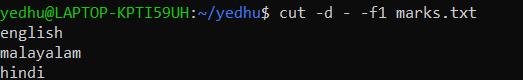 yedhu@LAPTOP-KPTI59UH:~/yedhu$ cut -d - -f1 marks.txt
english
malayalam
hindi